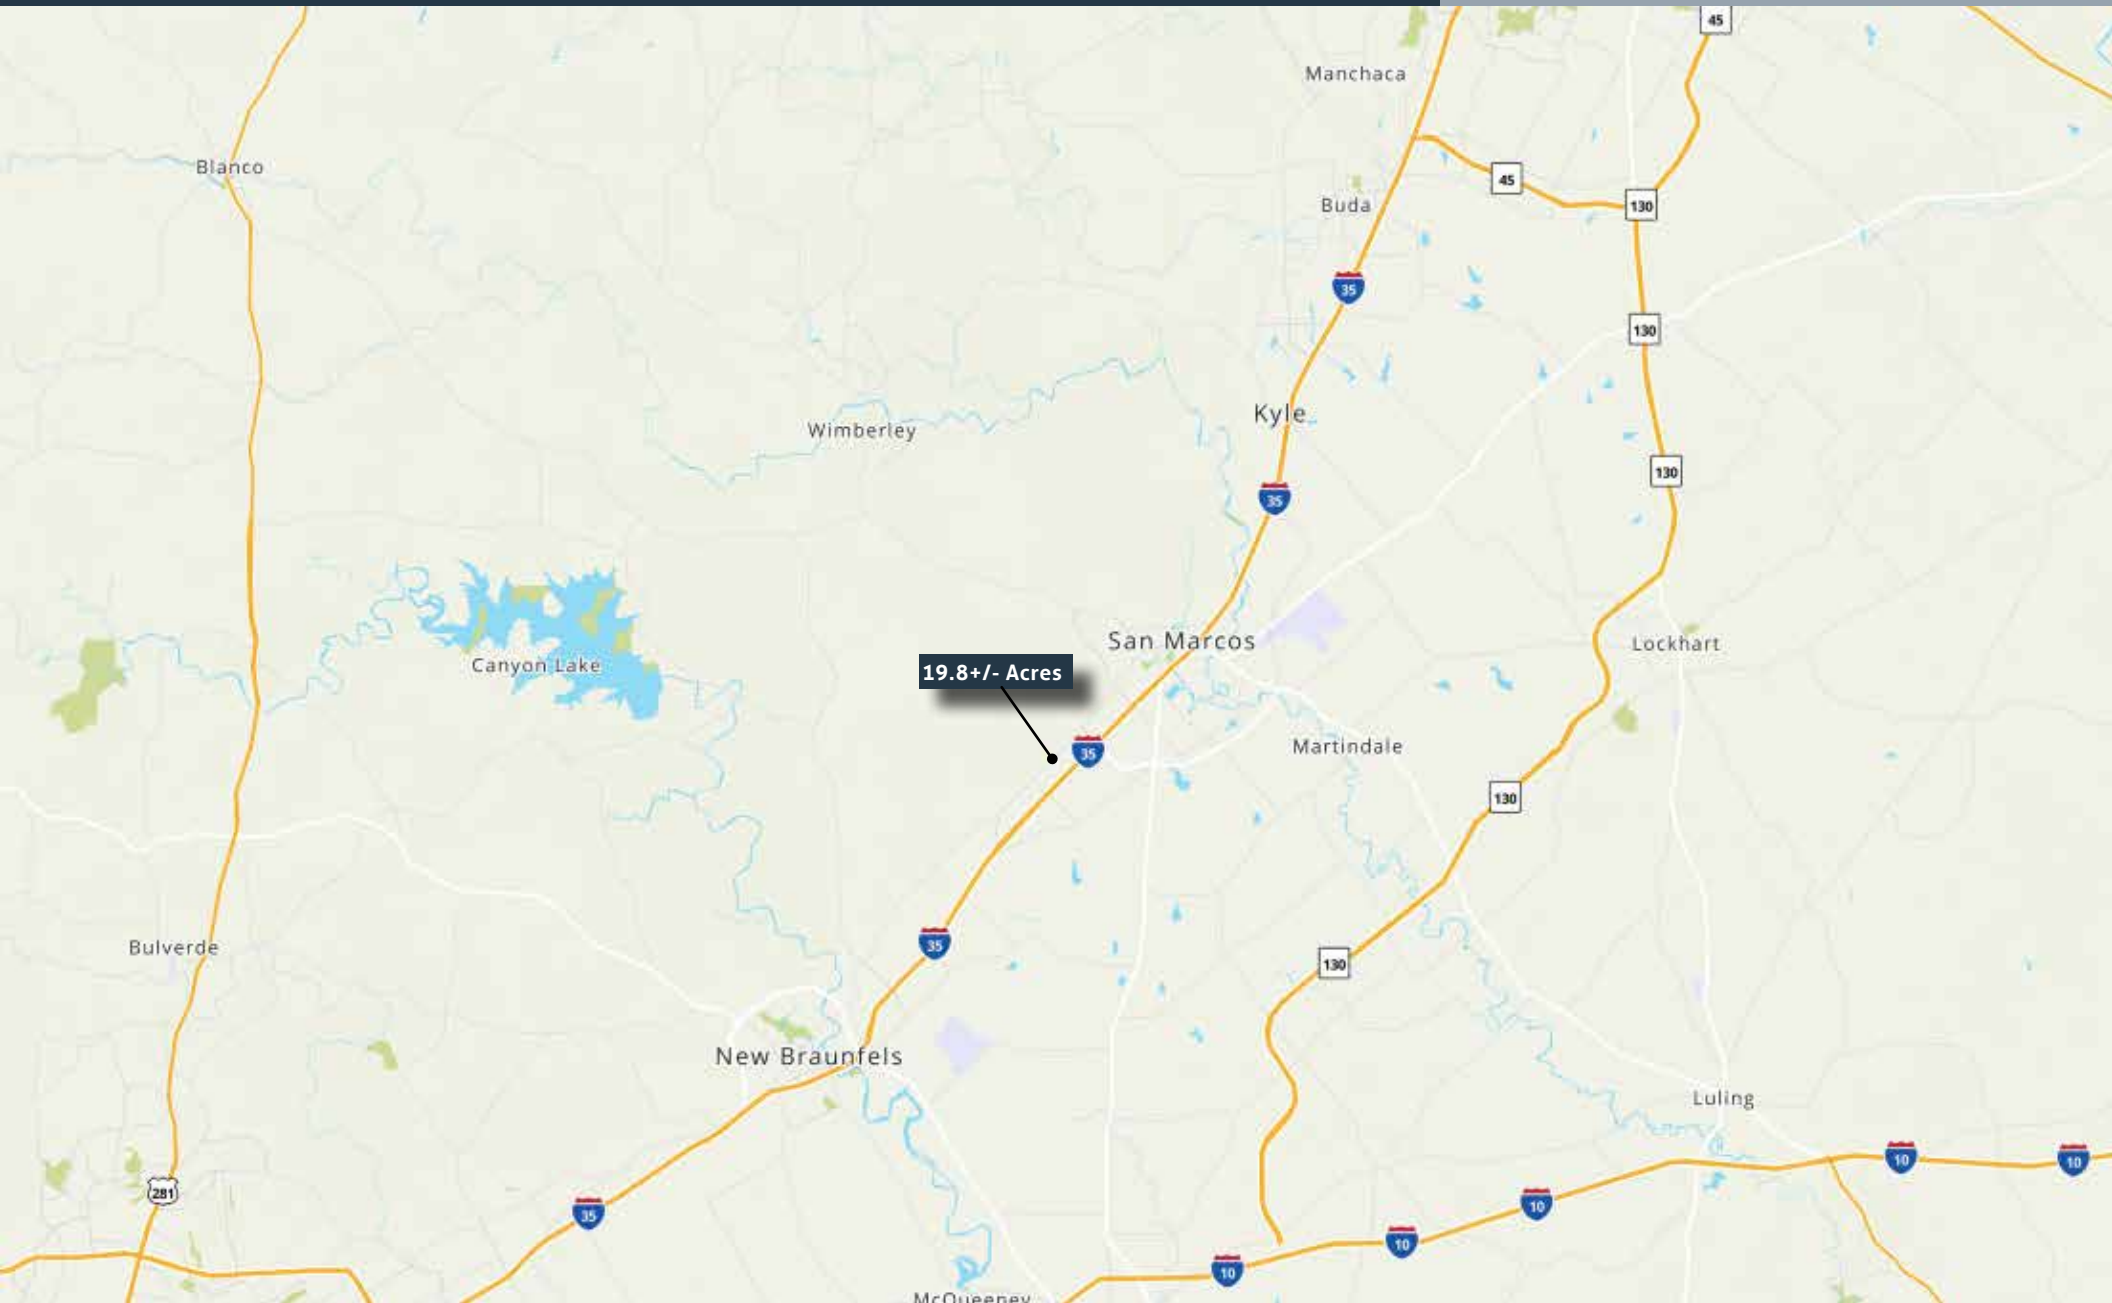 45
Manchaca
Blanco
45
130
Buda
35
130
Kyle
Wimberley
130
35
San Marcos
Lockhart
Canyon Lake
19.8+/- Acres
35
Martindale
130
35
Bulverde
130
New Braunfels
Luling
10
10
281
10
35
10
10
McQueeney